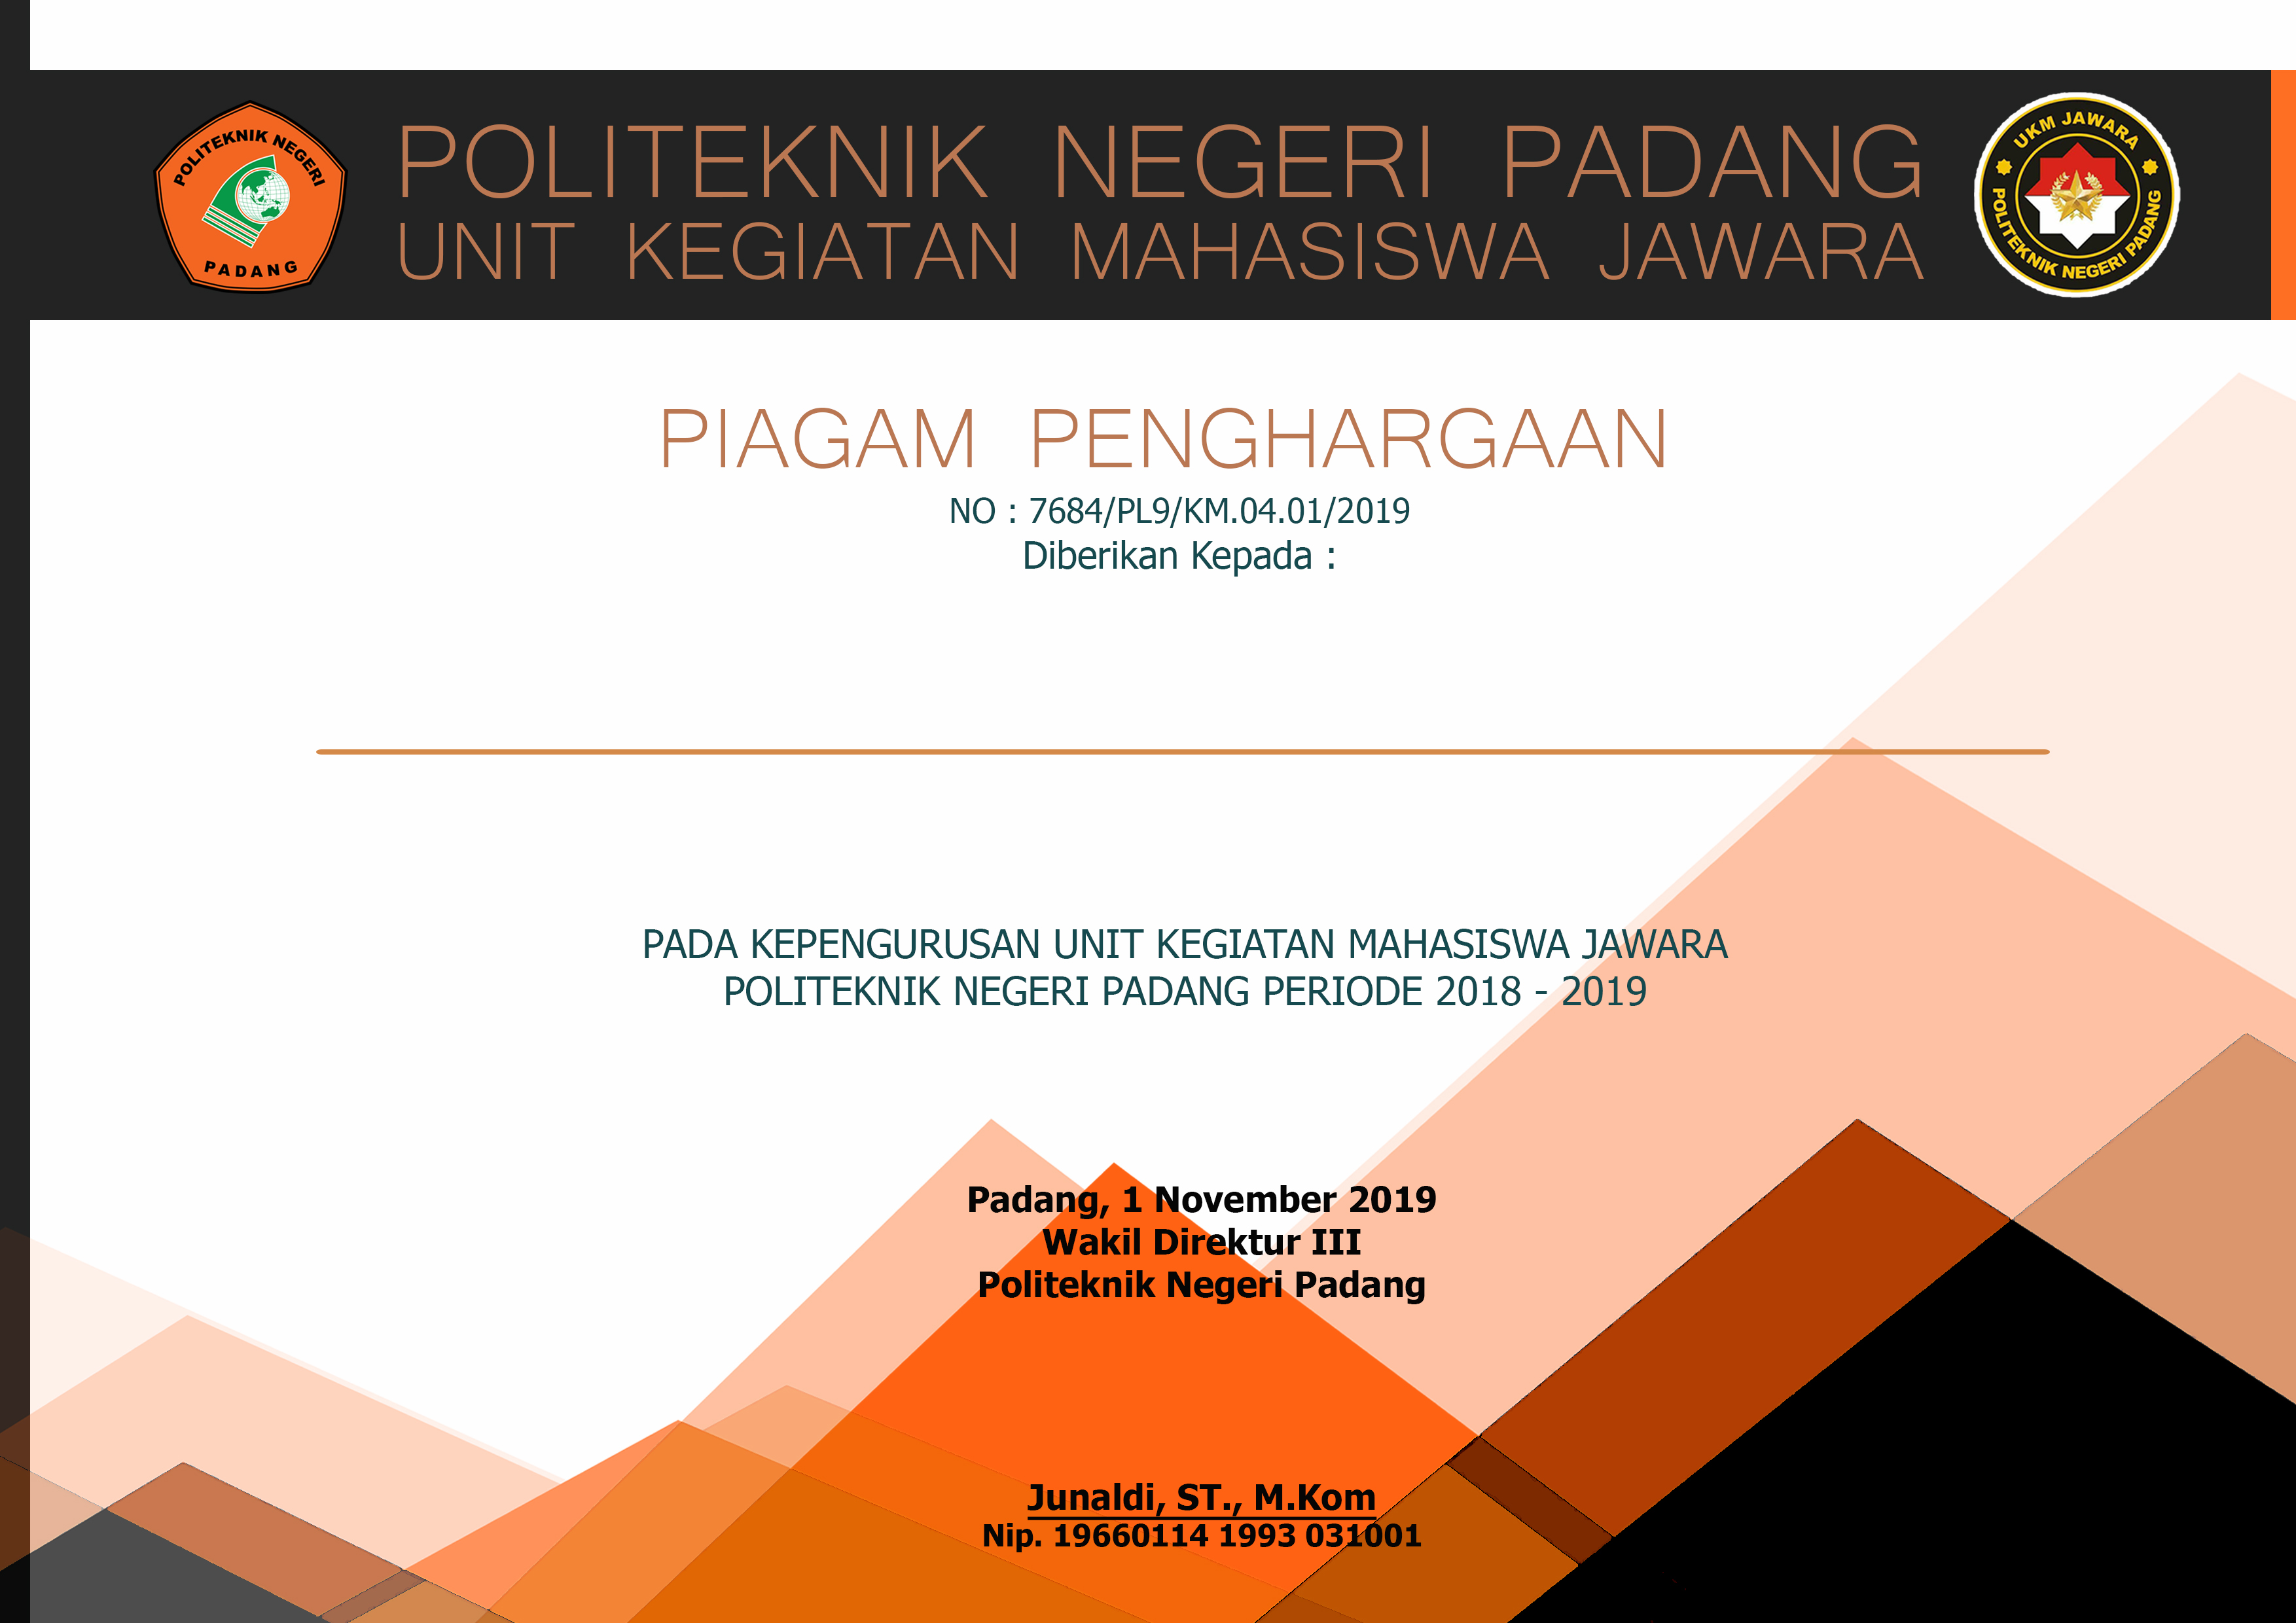 POLITEKNIK NEGERI
PADANG
POLITEKNIK NEGERI PADANG
UNIT KEGIATAN MAHASISWA JAWARA
UKM JAWARA
POLITEKNIK NEGERI PADANG
PIAGAM PENGHARGAAN
NO : 7684/PL9/KM.04.01/2019
Diberikan Kepada :
PADA KEPENGURUSAN UNIT KEGIATAN MAHASISWA JAWARA
POLITEKNIK NEGERI PADANG PERIODE 2018 - 2019
Padang, 1 November 2019
Wakil Direktur III
Politeknik Negeri Padang
Junaldi, ST., M.Kom
Nip. 19660114 1993 031001